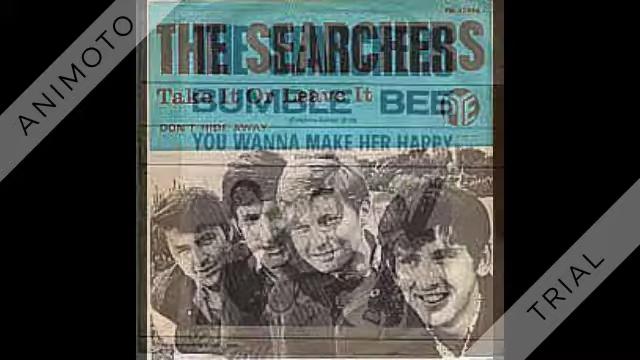 ANIMOTO
THE SEARCHERS
Take It Or Leave It
BUMBLE BEE
DON'T HIDE AWAY
YOU WANNA MAKE HER HAPPY
TRIAL